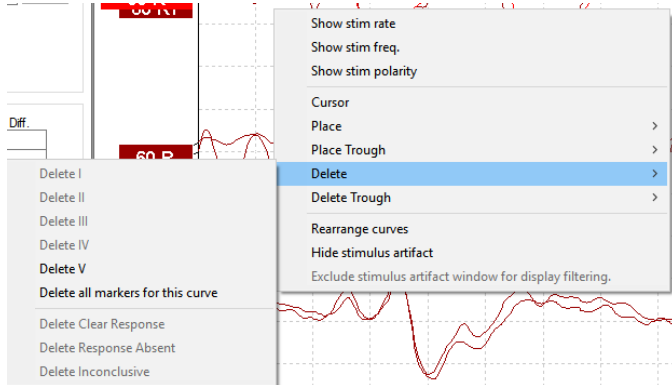 80 R1
Diff.
60 R
Show stim rate
Show stim freq.
Show stim polarity
Cursor
Place
Place Trough
Delete
Delete Trough
Rearrange curves
Hide stimulus artifact
Exclude stimulus artifact window for display filtering.
Delete I
Delete II
Delete III
Delete IV
Delete V
Delete all markers for this curve
Delete Clear Response
Delete Response Absent
Delete Inconclusive